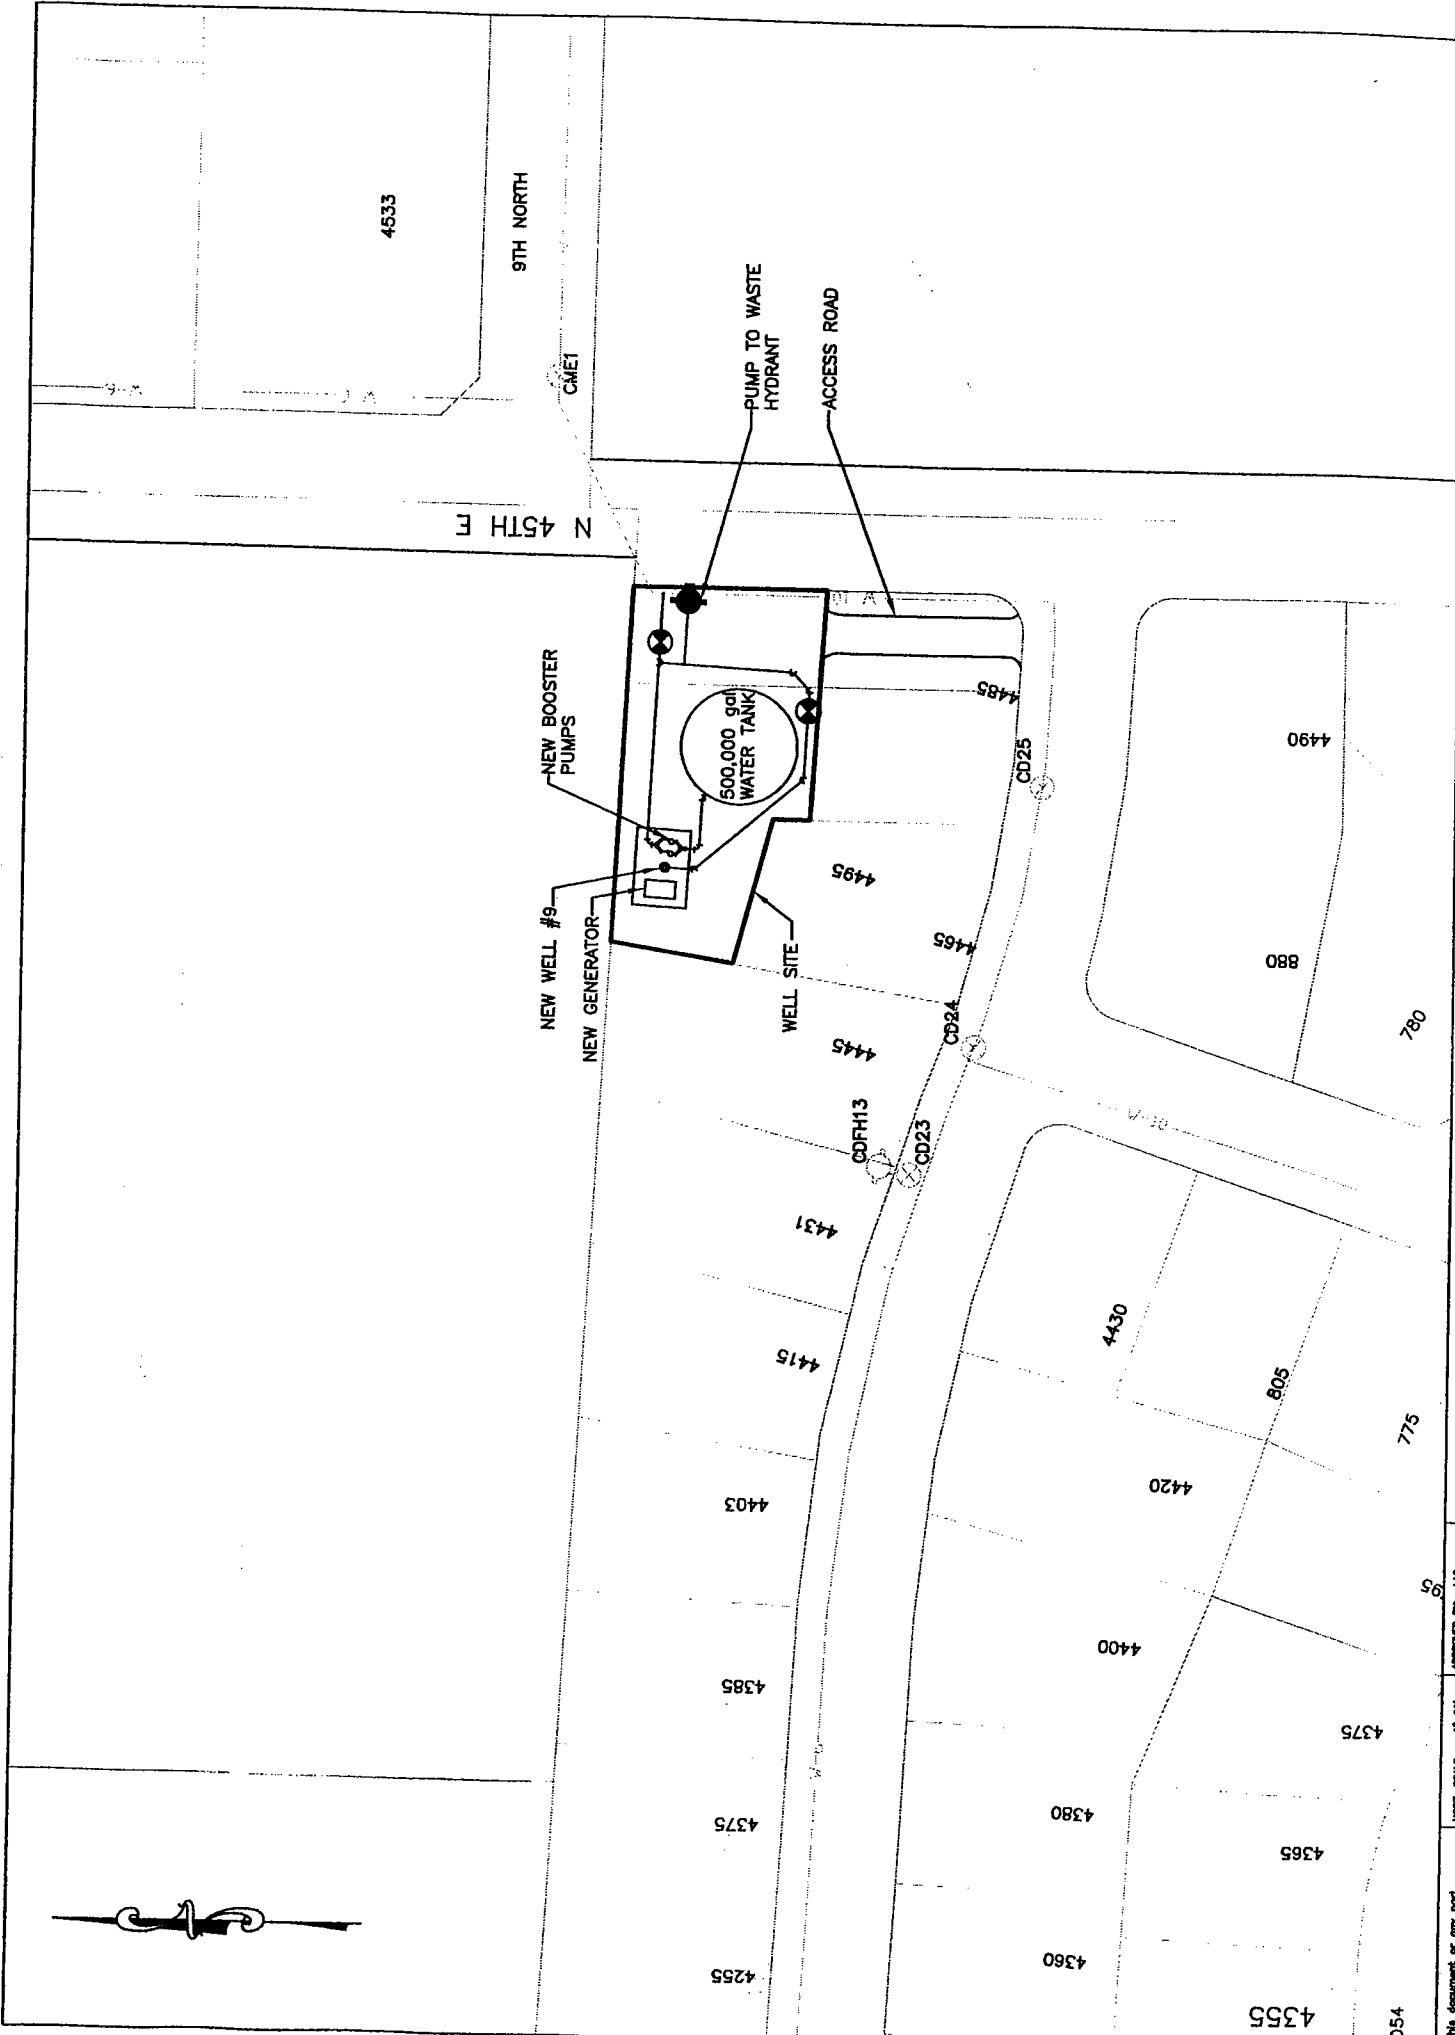 4533
9TH NORTH
CME1
N 45TH E
PUMP TO WASTE
HYDRANT
ACCESS ROAD
NEW BOOSTER
PUMPS
500,000 gal
WATER TANK
NEW WELL #9
NEW GENERATOR
WELL SITE
4485
CD25
4490
4495
4465
880
CD24
4445
780
CDFH13
CD23
4431
4415
4430
805
775
4403
4420
4385
4400
4375
4375
4380
4365
4255
4360
4355